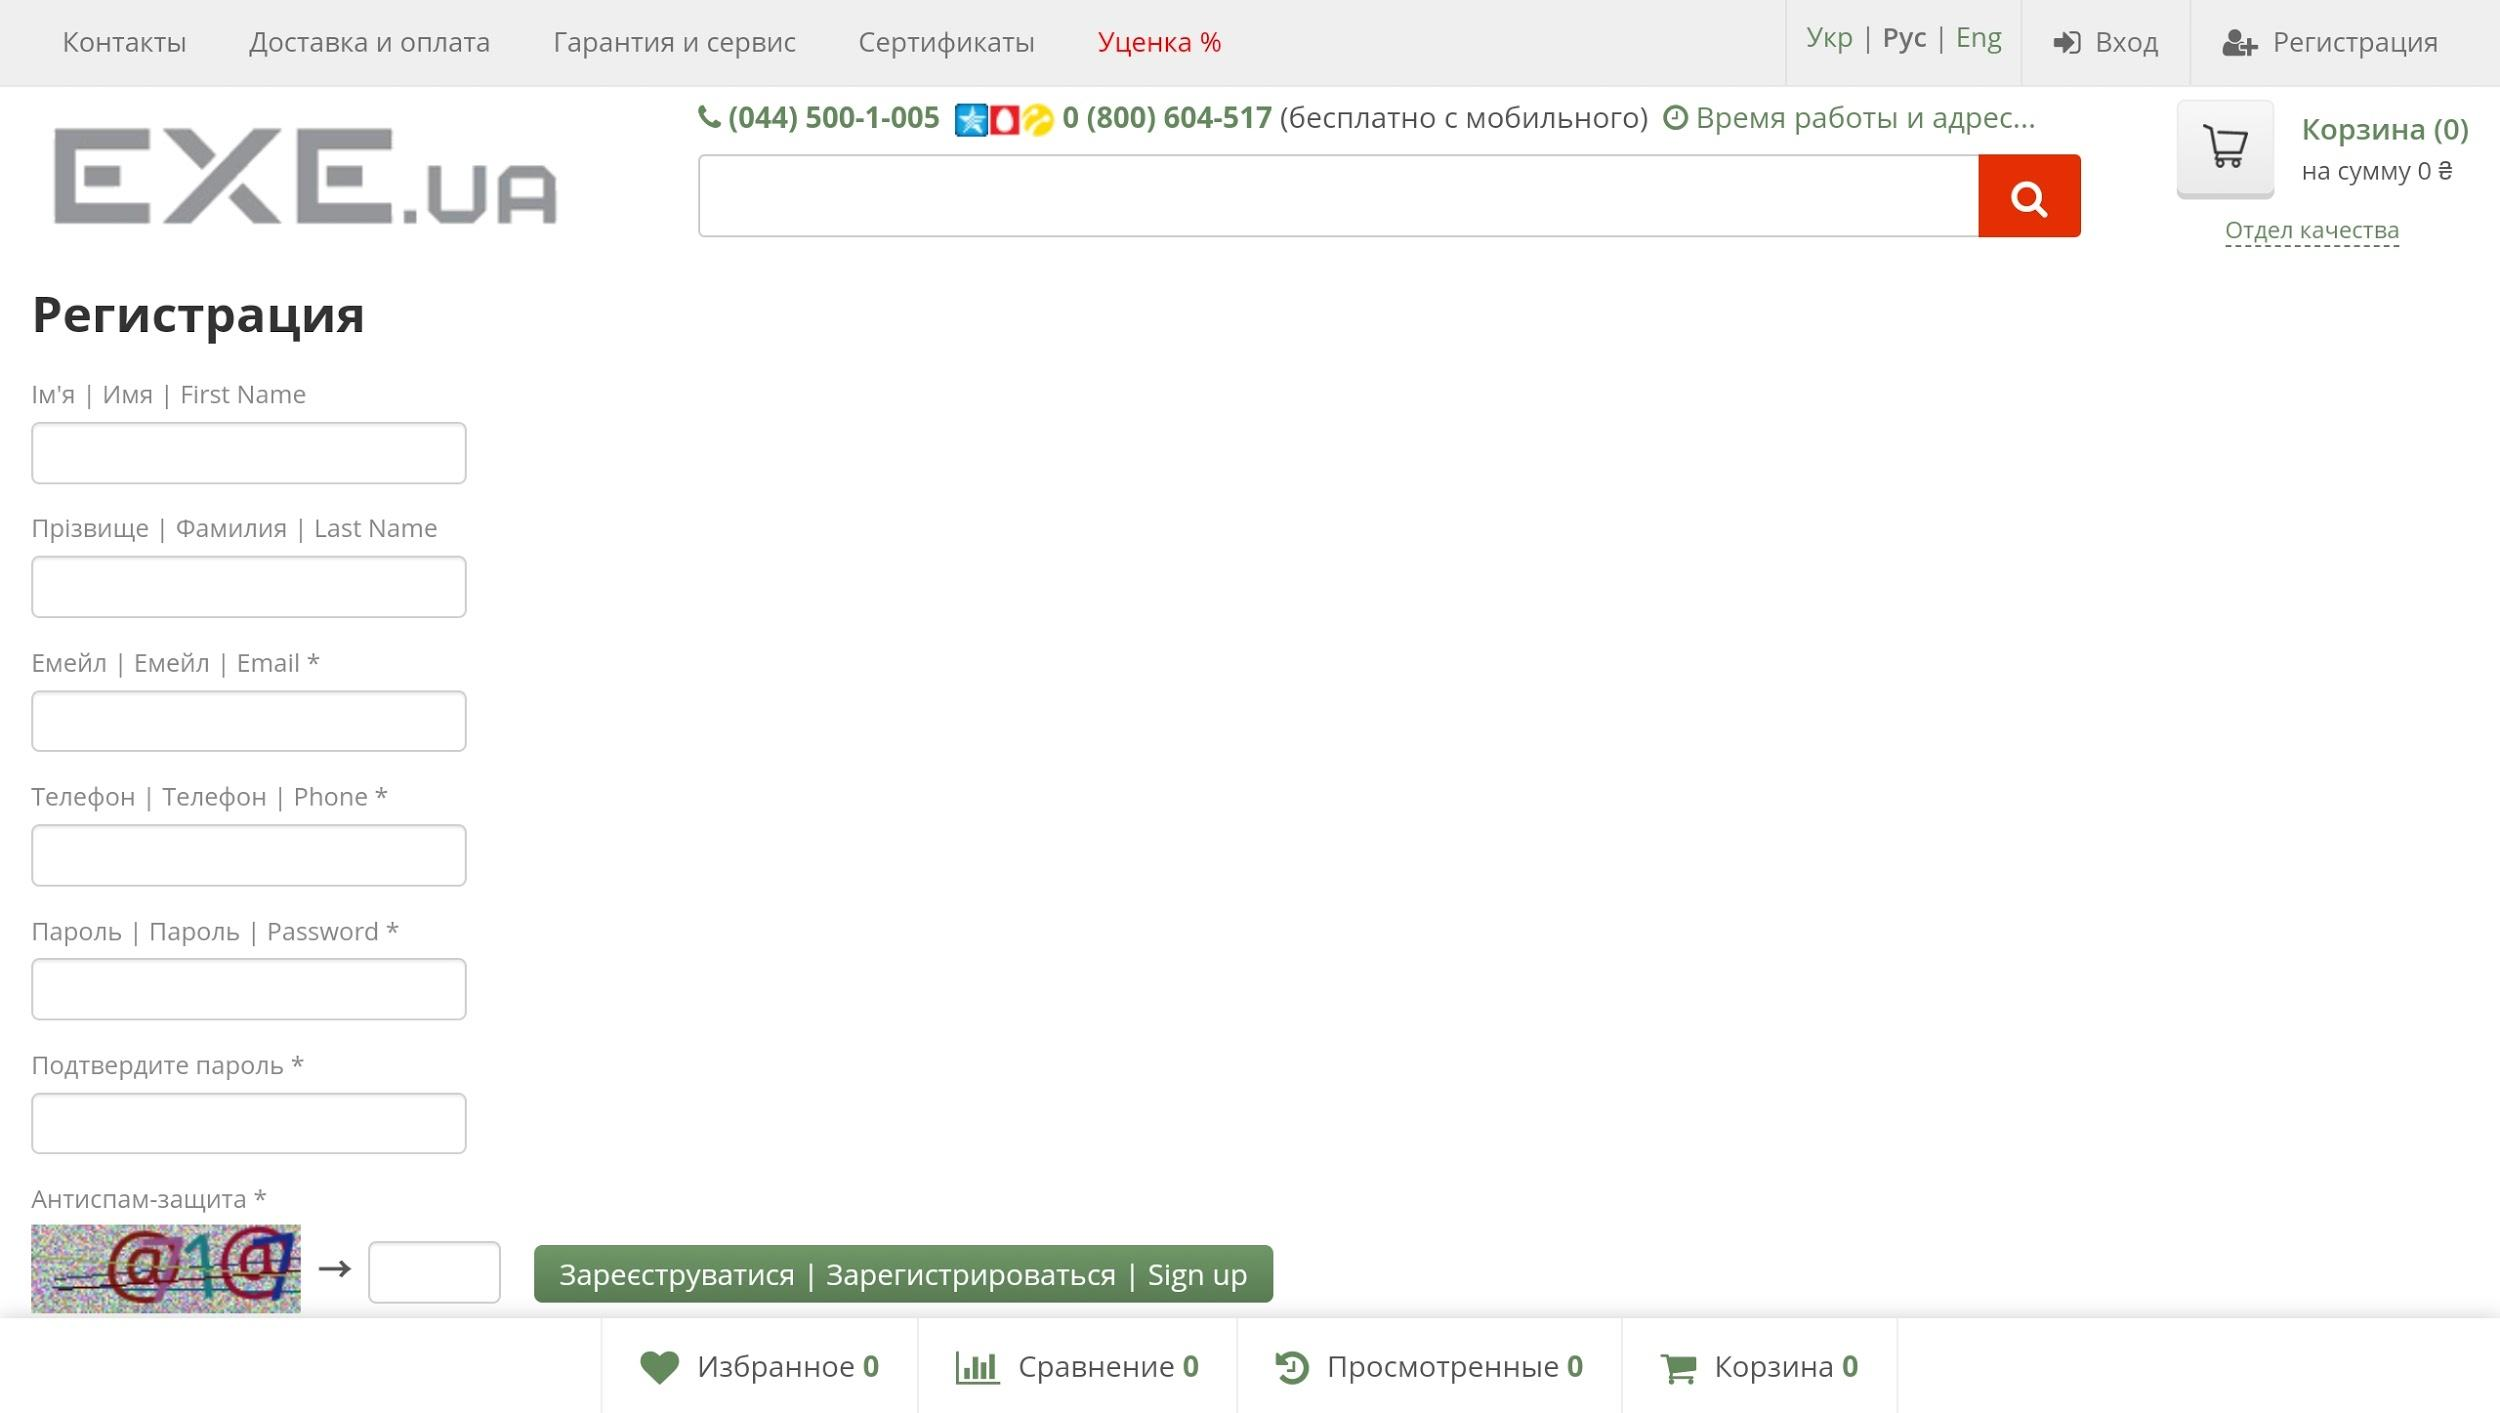 Контакты Доставка и оплата Гарантия и сервис Сертификаты Уценка % Укр | Рус | Eng Вход Регистрация
(044) 500-1-005 0 (800) 604-517 (бесплатно с мобильного) Время работы и адрес...
EXE.UA
Корзина (0)
на сумму 0 ₴
Отдел качества
Регистрация
Ім'я | Имя | First Name
Прізвище | Фамилия | Last Name
Емейл | Емейл | Email *
Телефон | Телефон | Phone *
Пароль | Пароль | Password *
Подтвердите пароль *
Антиспам-защита *
→ Зареєструватися | Зарегистрироваться | Sign up
Избранное 0 Сравнение 0 Просмотренные 0 Корзина 0